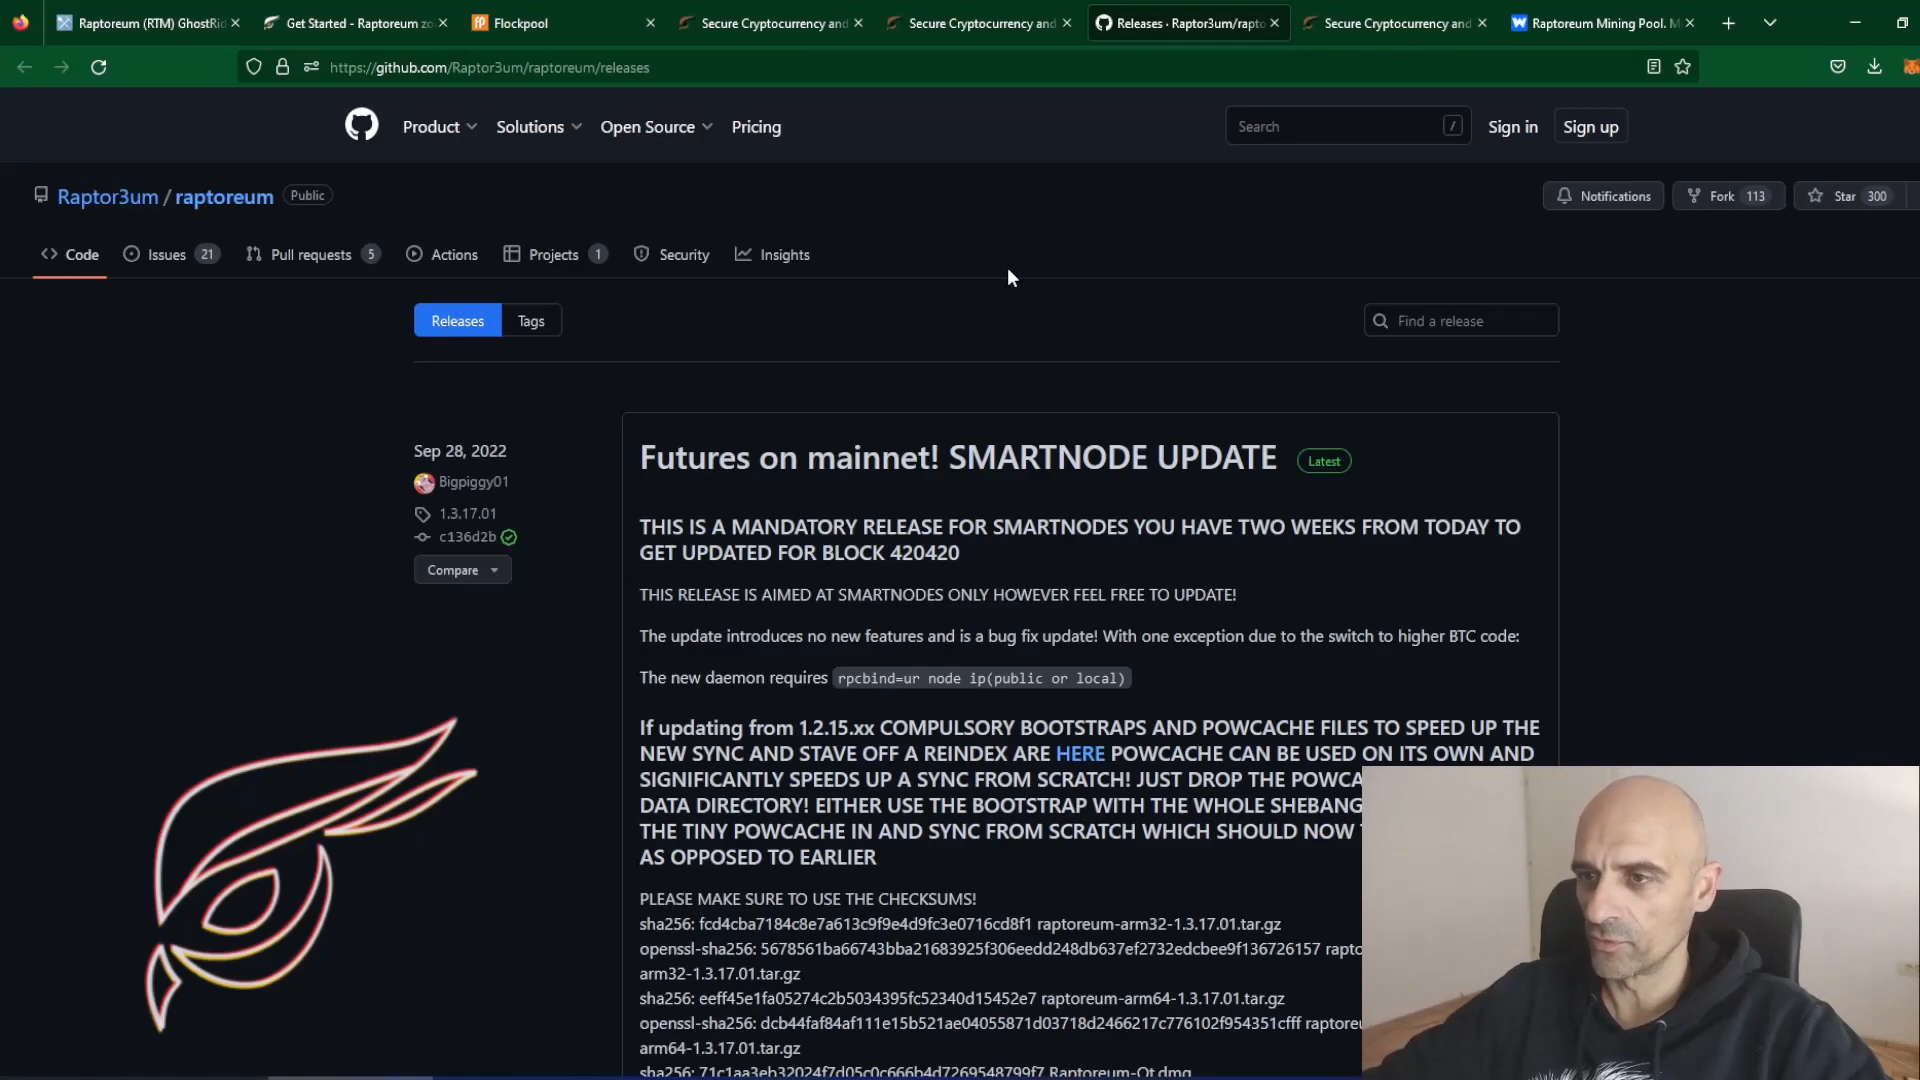 Raptoreum (RTM) GhostRid
Get Started - Raptoreum zo
Flockpool
Secure Cryptocurrency and
Secure Cryptocurrency and
Releases · Raptor3um/rapto
Secure Cryptocurrency and
Raptoreum Mining Pool. M
https://github.com/Raptor3um/raptoreum/releases
Product
Solutions
Open Source
Pricing
Search /
Sign in
Sign up
Raptor3um / raptoreum Public
Notifications
Fork 113
Star 300
Code
Issues 21
Pull requests 5
Actions
Projects 1
Security
Insights
Releases
Tags
Find a release
Sep 28, 2022
Bigpiggy01
1.3.17.01
c136d2b
Compare
Futures on mainnet! SMARTNODE UPDATE Latest
THIS IS A MANDATORY RELEASE FOR SMARTNODES YOU HAVE TWO WEEKS FROM TODAY TO
GET UPDATED FOR BLOCK 420420
THIS RELEASE IS AIMED AT SMARTNODES ONLY HOWEVER FEEL FREE TO UPDATE!
The update introduces no new features and is a bug fix update! With one exception due to the switch to higher BTC code:
The new daemon requires rpcbind=ur node ip(public or local)
If updating from 1.2.15.xx COMPULSORY BOOTSTRAPS AND POWCACHE FILES TO SPEED UP THE
NEW SYNC AND STAVE OFF A REINDEX ARE HERE POWCACHE CAN BE USED ON ITS OWN AND
SIGNIFICANTLY SPEEDS UP A SYNC FROM SCRATCH! JUST DROP THE POWCA
DATA DIRECTORY! EITHER USE THE BOOTSTRAP WITH THE WHOLE SHEBANG
THE TINY POWCACHE IN AND SYNC FROM SCRATCH WHICH SHOULD NOW
AS OPPOSED TO EARLIER
PLEASE MAKE SURE TO USE THE CHECKSUMS!
sha256: fcd4cba7184c8e7a613c9f9e4d9fc3e0716cd8f1 raptoreum-arm32-1.3.17.01.tar.gz
openssl-sha256: 5678561ba66743bba21683925f306eedd248db637ef2732edcbee9f136726157 rapto
arm32-1.3.17.01.tar.gz
sha256: eeff45e1fa05274c2b5034395fc52340d15452e7 raptoreum-arm64-1.3.17.01.tar.gz
openssl-sha256: dcb44faf84af111e15b521ae04055871d03718d2466217c776102f954351cfff raptoreu
arm64-1.3.17.01.tar.gz
sha256: 71c1aa3eb32024f7d05c0c666b4d7269548799f7 Raptoreum-Qt.dmg